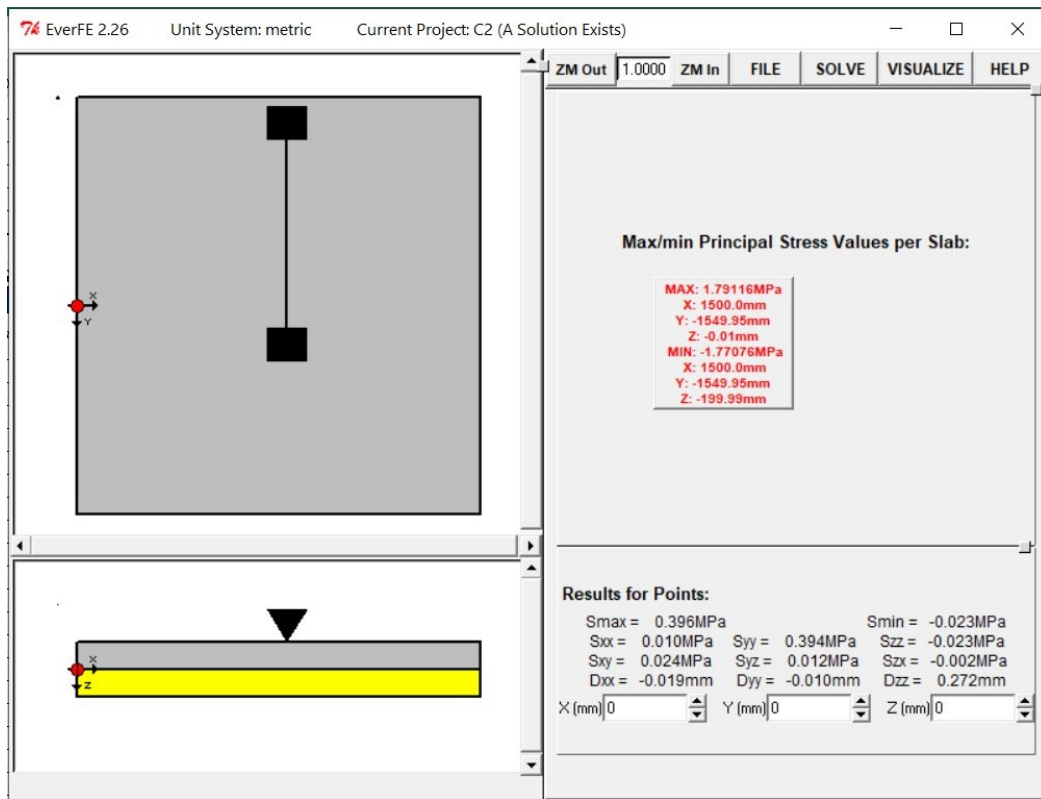 EverFE 2.26 Unit System: metric Current Project: C2 (A Solution Exists)
ZM Out 1.0000 ZM In FILE SOLVE VISUALIZE HELP
X
Y
Max/min Principal Stress Values per Slab:
MAX: 1.79116MPa
X: 1500.0mm
Y: -1549.95mm
Z: -0.01mm
MIN: -1.77076MPa
X: 1500.0mm
Y: -1549.95mm
Z: -199.99mm
X
Z
Results for Points:
Smax = 0.396MPa Smin = -0.023MPa
Sxx = 0.010MPa Syy = 0.394MPa Szz = -0.023MPa
Sxy = 0.024MPa Syz = 0.012MPa Szx = -0.002MPa
Dxx = -0.019mm Dyy = -0.010mm Dzz = 0.272mm
X (mm) 0 Y (mm) 0 Z (mm) 0